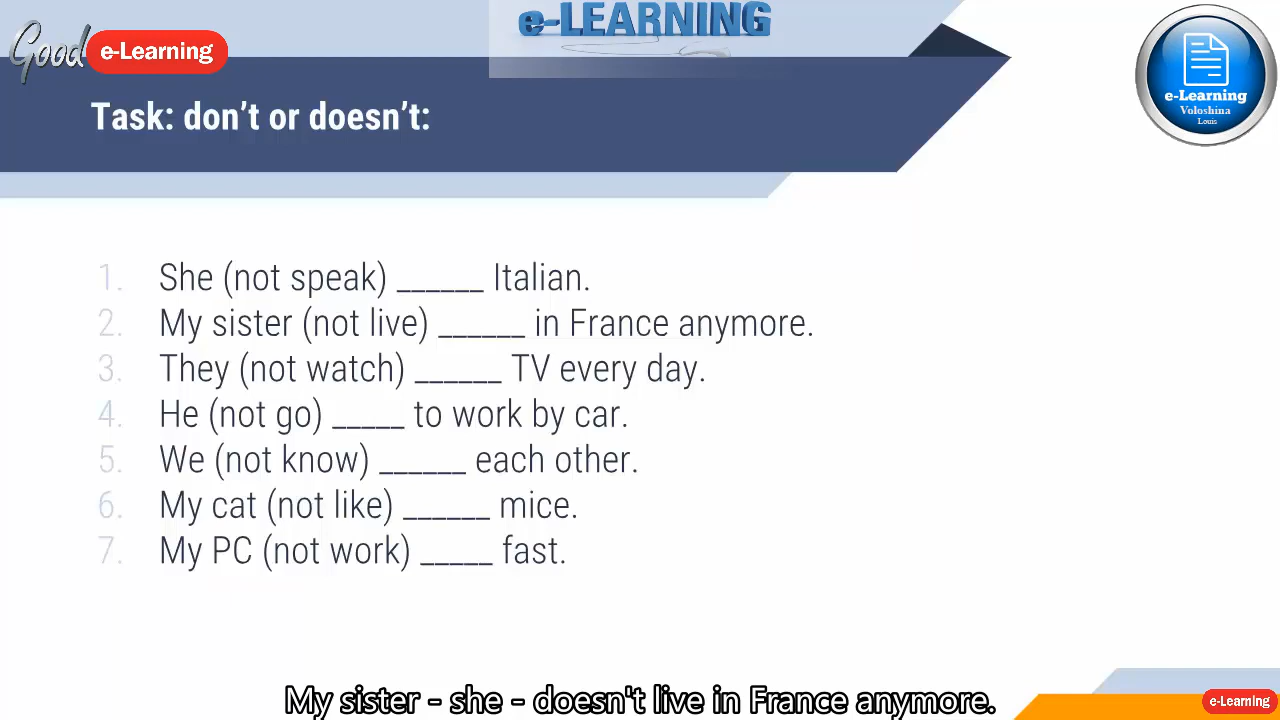 e-LEARNING
Good e-Learning
e-Learning
Voloshina
Louis
Task: don’t or doesn’t:
1. She (not speak) ______ Italian.
2. My sister (not live) ______ in France anymore.
3. They (not watch) ______ TV every day.
4. He (not go) _____ to work by car.
5. We (not know) ______ each other.
6. My cat (not like) ______ mice.
7. My PC (not work) _____ fast.
My sister - she - doesn't live in France anymore.
e-Learning